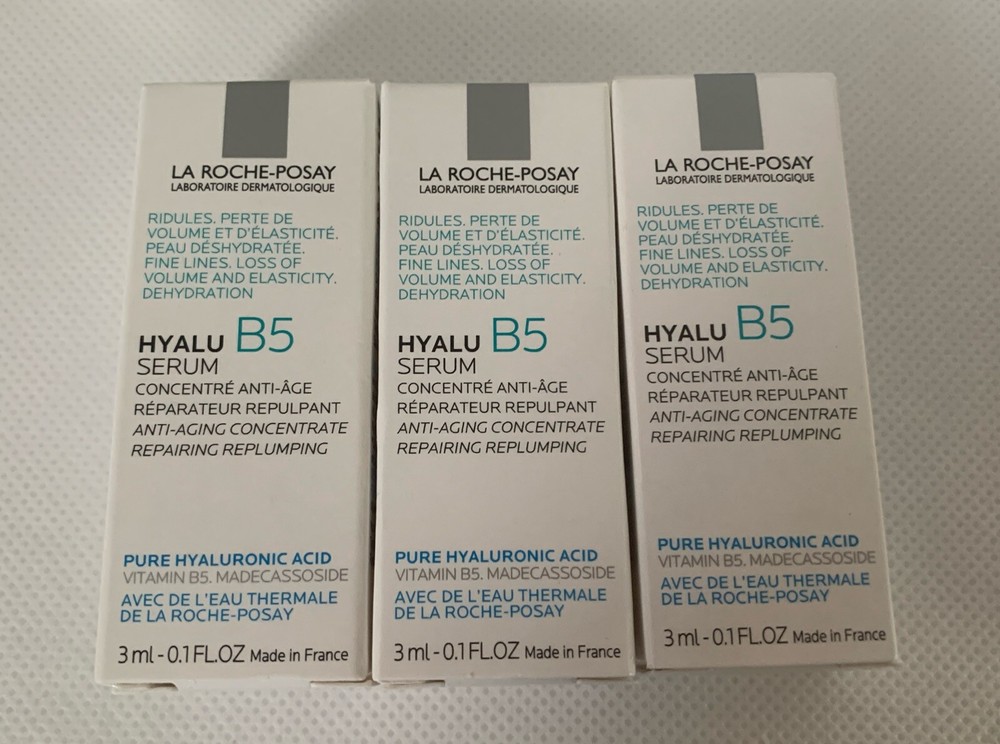 LA ROCHE-POSAY
LABORATOIRE DERMATOLOGIQUE
RIDULES. PERTE DE
VOLUME ET D'ÉLASTICITÉ.
PEAU DÉSHYDRATÉE.
FINE LINES. LOSS OF
VOLUME AND ELASTICITY.
DEHYDRATION
HYALU B5
SERUM
CONCENTRÉ ANTI-ÂGE
RÉPARATEUR REPULPANT
ANTI-AGING CONCENTRATE
REPAIRING REPLUMPING
PURE HYALURONIC ACID
VITAMIN B5. MADECASSOSIDE
AVEC DE L'EAU THERMALE
DE LA ROCHE-POSAY
3 ml - 0.1 FL.OZ Made in France
LA ROCHE-POSAY
LABORATOIRE DERMATOLOGIQUE
RIDULES. PERTE DE
VOLUME ET D'ÉLASTICITÉ.
PEAU DÉSHYDRATÉE.
FINE LINES. LOSS OF
VOLUME AND ELASTICITY.
DEHYDRATION
HYALU B5
SERUM
CONCENTRÉ ANTI-ÂGE
RÉPARATEUR REPULPANT
ANTI-AGING CONCENTRATE
REPAIRING REPLUMPING
PURE HYALURONIC ACID
VITAMIN B5. MADECASSOSIDE
AVEC DE L'EAU THERMALE
DE LA ROCHE-POSAY
3 ml - 0.1 FL.OZ Made in France
LA ROCHE-POSAY
LABORATOIRE DERMATOLOGIQUE
RIDULES. PERTE DE
VOLUME ET D'ÉLASTICITÉ.
PEAU DÉSHYDRATÉE.
FINE LINES. LOSS OF
VOLUME AND ELASTICITY.
DEHYDRATION
HYALU B5
SERUM
CONCENTRÉ ANTI-ÂGE
RÉPARATEUR REPULPANT
ANTI-AGING CONCENTRATE
REPAIRING REPLUMPING
PURE HYALURONIC ACID
VITAMIN B5. MADECASSOSIDE
AVEC DE L'EAU THERMALE
DE LA ROCHE-POSAY
3 ml - 0.1 FL.OZ Made in France